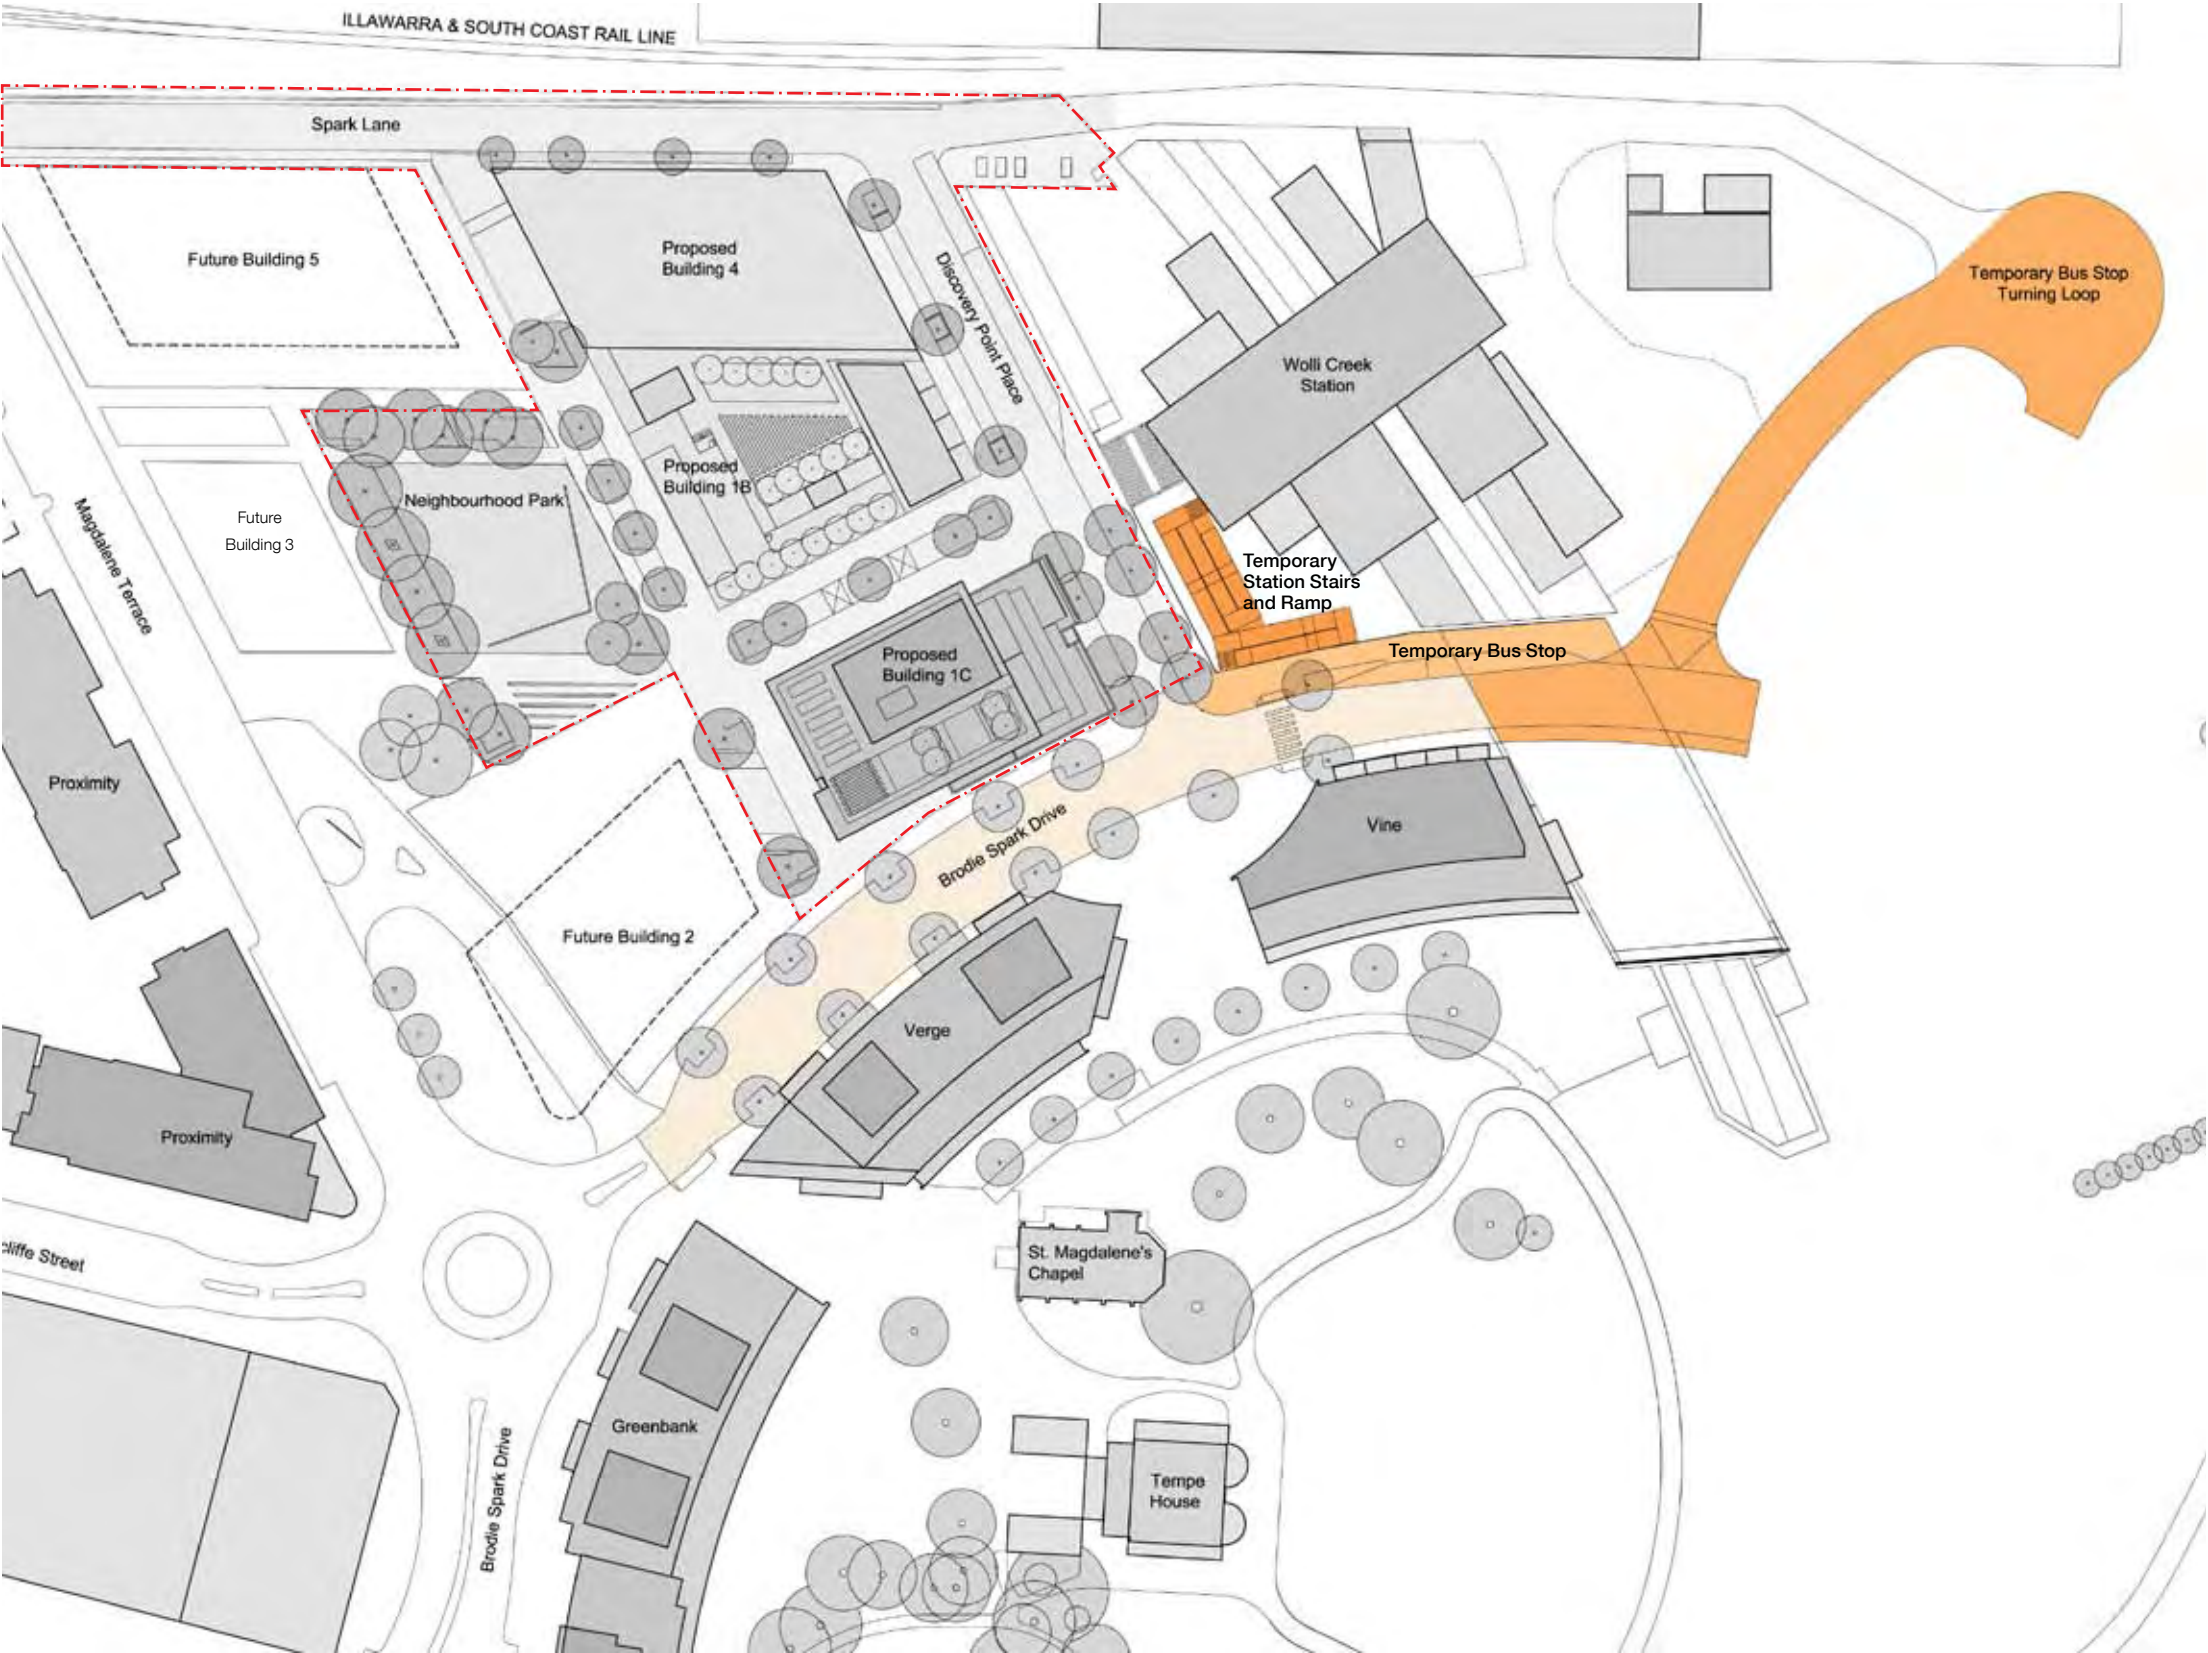 ILLAWARRA & SOUTH COAST RAIL LINE
Spark Lane
Future Building 5
Proposed
Building 4
Discovery Point Place
Temporary Bus Stop
Turning Loop
Wolli Creek
Station
Proposed
Building 1B
Neighbourhood Park
Future
Building 3
Magdalene Terrace
Temporary
Station Stairs
and Ramp
Temporary Bus Stop
Proposed
Building 1C
Proximity
Brodie Spark Drive
Vine
Future Building 2
Verge
Proximity
cliffe Street
St. Magdalene's
Chapel
Greenbank
Brodie Spark Drive
Tempe
House